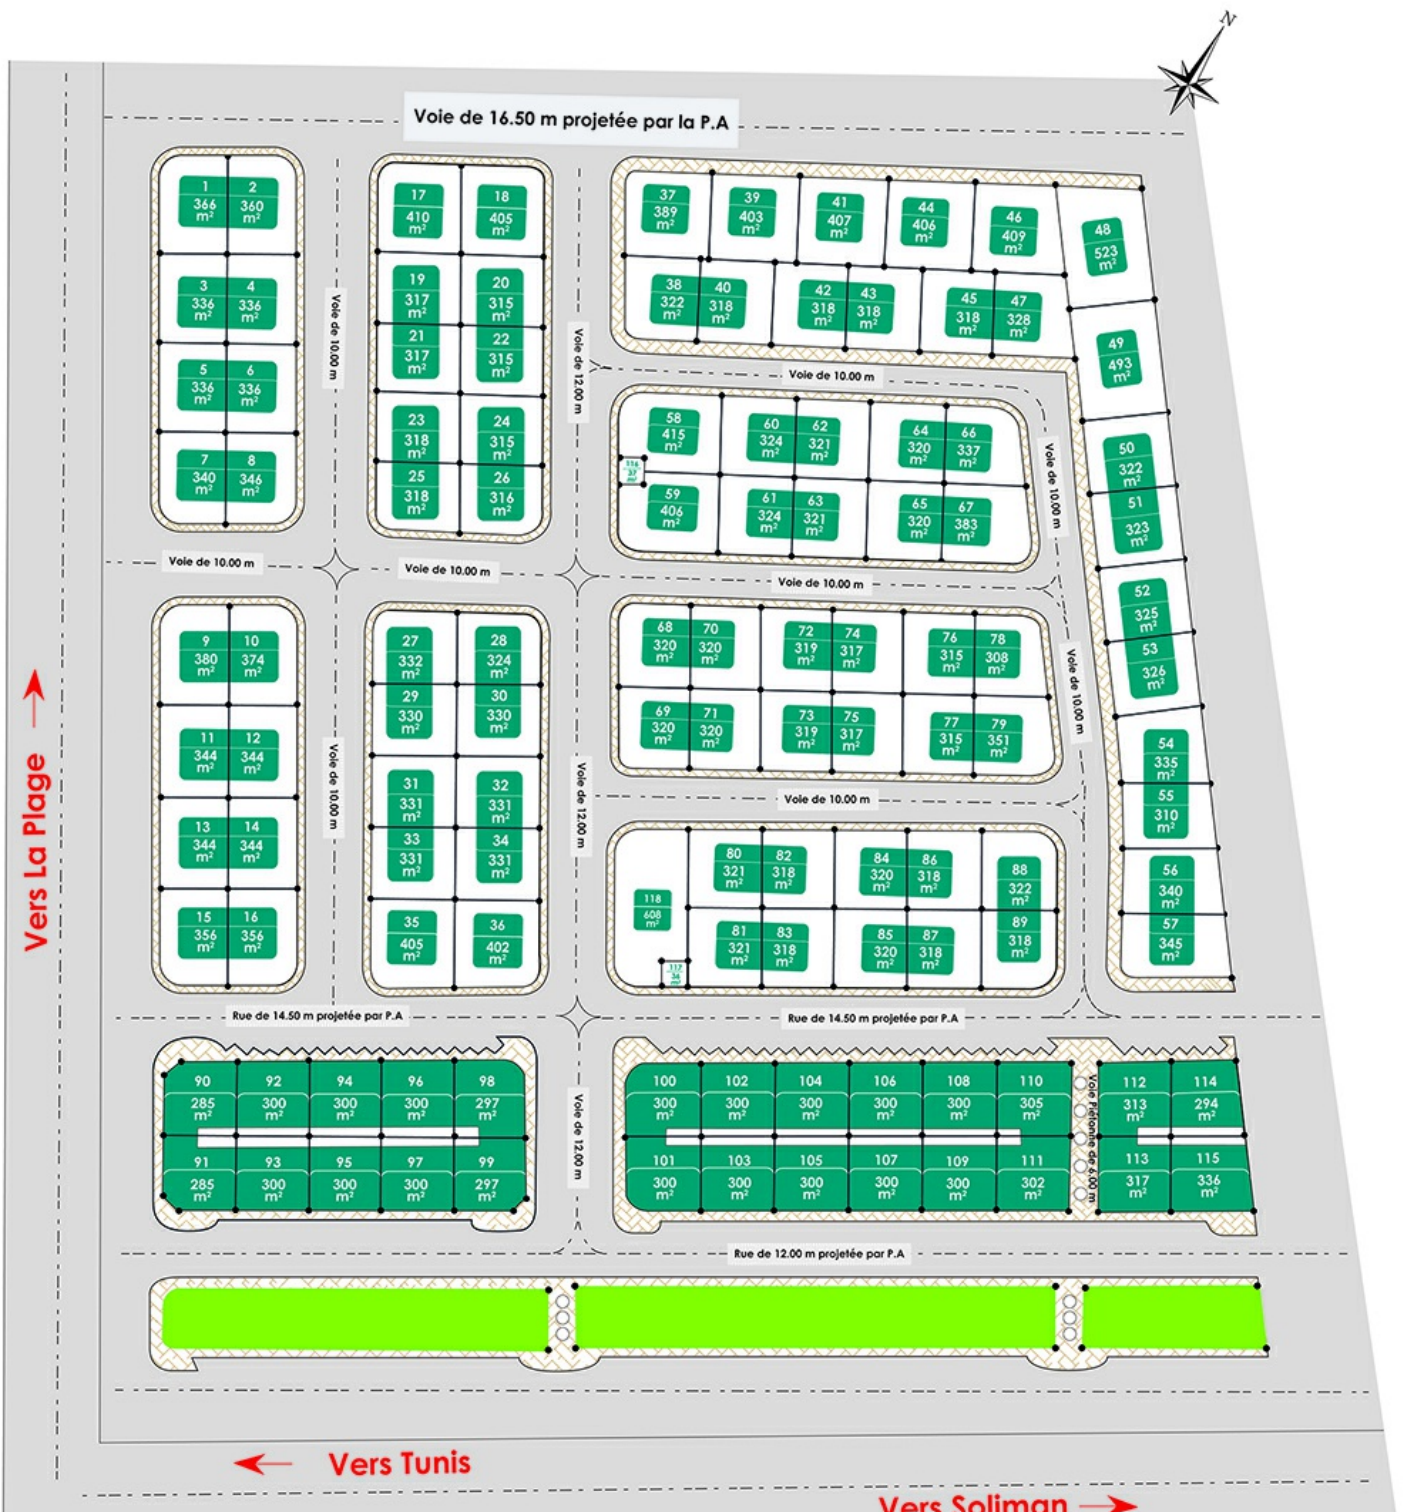 N
Voie de 16.50 m projetée par la P.A
1
366
m²
2
360
m²
3
336
m²
4
336
m²
5
336
m²
6
336
m²
7
340
m²
8
346
m²
17
410
m²
18
405
m²
19
317
m²
20
315
m²
21
317
m²
22
315
m²
23
318
m²
24
315
m²
25
318
m²
26
316
m²
Voie de 10.00 m
Voie de 12.00 m
37
389
m²
39
403
m²
41
407
m²
44
406
m²
46
409
m²
48
523
m²
38
322
m²
40
318
m²
42
318
m²
43
318
m²
45
318
m²
47
328
m²
49
493
m²
Voie de 10.00 m
58
415
m²
60
324
m²
62
321
m²
64
320
m²
66
337
m²
116
37
m²
59
406
m²
61
324
m²
63
321
m²
65
320
m²
67
383
m²
Voie de 10.00 m
50
322
m²
51
323
m²
52
325
m²
53
326
m²
54
335
m²
55
310
m²
56
340
m²
57
345
m²
Voie de 10.00 m
Voie de 10.00 m
Voie de 10.00 m
9
380
m²
10
374
m²
11
344
m²
12
344
m²
13
344
m²
14
344
m²
15
356
m²
16
356
m²
Voie de 10.00 m
27
332
m²
28
324
m²
29
330
m²
30
330
m²
31
331
m²
32
331
m²
33
331
m²
34
331
m²
35
405
m²
36
402
m²
Voie de 12.00 m
68
320
m²
70
320
m²
72
319
m²
74
317
m²
76
315
m²
78
308
m²
69
320
m²
71
320
m²
73
319
m²
75
317
m²
77
315
m²
79
351
m²
Voie de 10.00 m
Voie de 10.00 m
118
608
m²
117
36
m²
80
321
m²
82
318
m²
84
320
m²
86
318
m²
88
322
m²
81
321
m²
83
318
m²
85
320
m²
87
318
m²
89
318
m²
Vers La Plage
Rue de 14.50 m projetée par P.A
Rue de 14.50 m projetée par P.A
90
285
m²
92
300
m²
94
300
m²
96
300
m²
98
297
m²
91
285
m²
93
300
m²
95
300
m²
97
300
m²
99
297
m²
Voie de 12.00 m
100
300
m²
102
300
m²
104
300
m²
106
300
m²
108
300
m²
110
305
m²
101
300
m²
103
300
m²
105
300
m²
107
300
m²
109
300
m²
111
302
m²
Voie Piétonne de 6.00 m
112
313
m²
114
294
m²
113
317
m²
115
336
m²
Rue de 12.00 m projetée par P.A
Vers Tunis
Vers Soliman